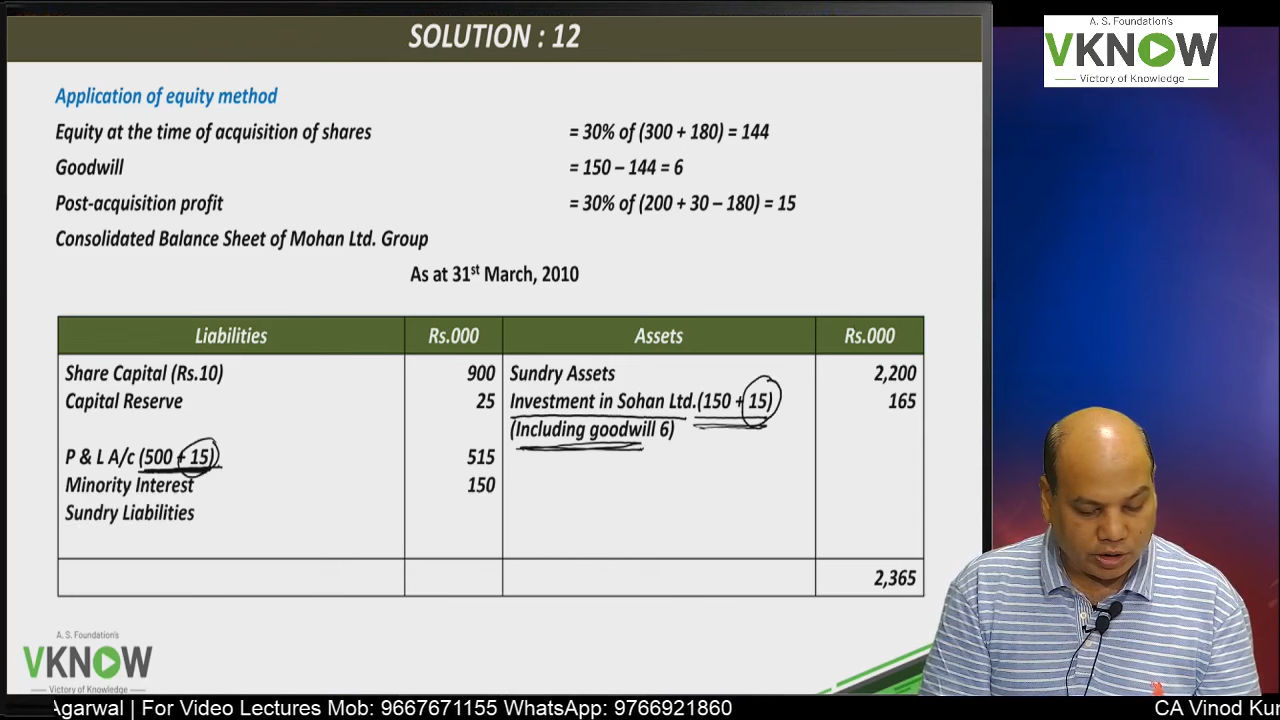 SOLUTION : 12
A. S. Foundation's
VKNOW
Victory of Knowledge
Application of equity method
Equity at the time of acquisition of shares = 30% of (300 + 180) = 144
Goodwill = 150 – 144 = 6
Post-acquisition profit = 30% of (200 + 30 – 180) = 15
Consolidated Balance Sheet of Mohan Ltd. Group
As at 31st March, 2010
Liabilities Rs.000 Assets Rs.000
Share Capital (Rs.10) 900 Sundry Assets 2,200
Capital Reserve 25 Investment in Sohan Ltd.(150 + 15) 165
(Including goodwill 6)
P & L A/c (500 + 15) 515
Minority Interest 150
Sundry Liabilities
2,365
A. S. Foundation's
VKNOW
Victory of Knowledge
Agarwal | For Video Lectures Mob: 9667671155 WhatsApp: 9766921860 CA Vinod Kur